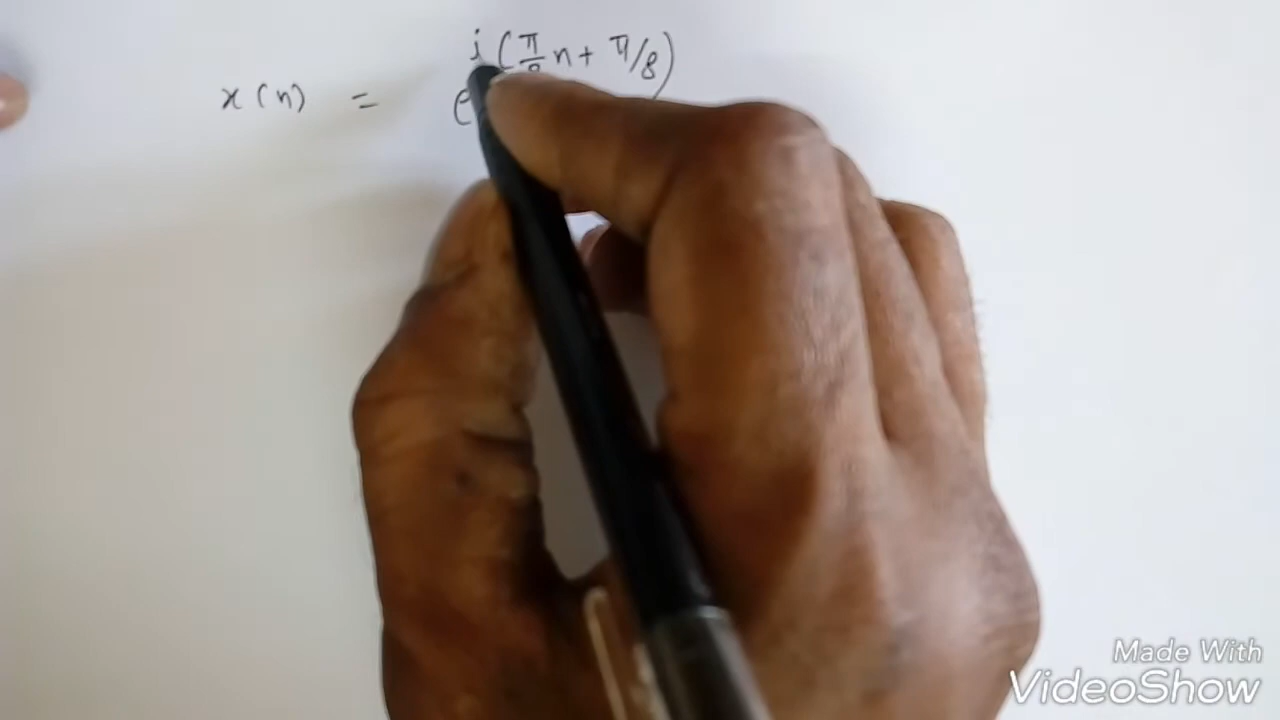 x(n) = e^j(π/ n + π/8)
Made With
VideoShow